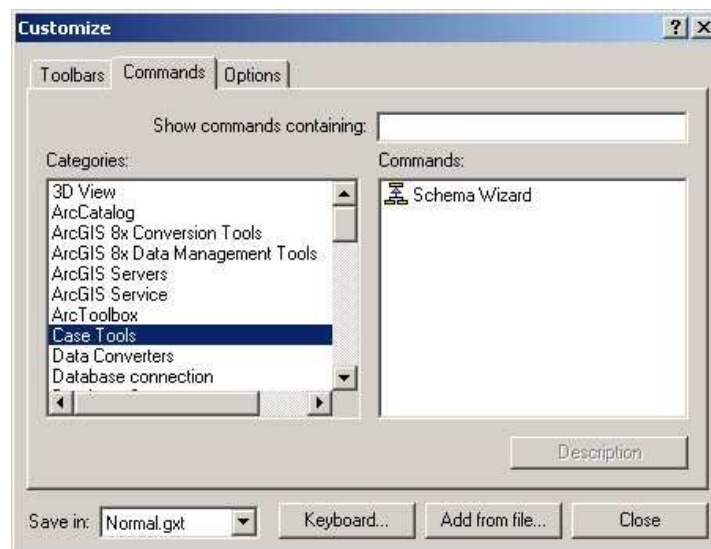 Customize
Toolbars
Commands
Options
Show commands containing:
Categories:
3D View
ArcCatalog
ArcGIS 8x Conversion Tools
ArcGIS 8x Data Management Tools
ArcGIS Servers
ArcGIS Service
ArcToolbox
Case Tools
Data Converters
Database connection
Commands:
Schema Wizard
Description
Save in:
Normal.gxt
Keyboard...
Add from file...
Close